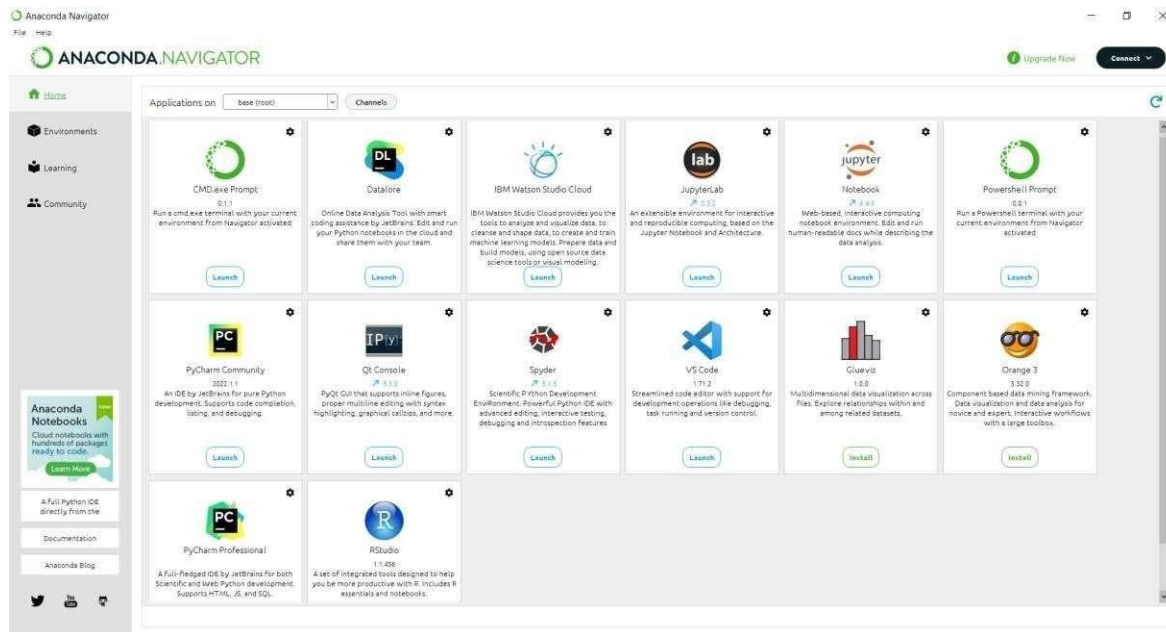 Anaconda Navigator
File Help
ANACONDA.NAVIGATOR
Upgrade Now
Connect
Home
Environments
Learning
Community
Applications on
base (root)
Channels
CMD.exe Prompt
0.1.1
Run a cmd.exe terminal with your current
environment from Navigator activated
Launch
DL
Datalore
Online Data Analysis Tool with smart
coding assistance by JetBrains. Edit and run
your Python notebooks in the cloud and
share them with your team.
Launch
IBM Watson Studio Cloud
IBM Watson Studio Cloud provides you the
tools to analyze and visualize data, to
cleanse and shape data, to create and train
machine learning models. Prepare data and
build models, using open source data
science tools or visual modeling.
Launch
lab
JupyterLab
An extensible environment for interactive
and reproducible computing, based on the
Jupyter Notebook and Architecture.
Launch
jupyter
Notebook
Web-based, interactive computing
notebook environment. Edit and run
human-readable docs while describing the
data analysis.
Launch
Powershell Prompt
0.0.1
Run a Powershell terminal with your
current environment from Navigator
activated
Launch
PC
PyCharm Community
2022.1.1
An IDE by JetBrains for pure Python
development. Supports code completion,
listing, and debugging.
Launch
IP[y]:
Qt Console
PyQt GUI that supports inline figures,
proper multiline editing with syntax
highlighting, graphical calltips, and more.
Launch
Spyder
Scientific PYthon Development
EnviRonment. Powerful Python IDE with
advanced editing, interactive testing,
debugging and introspection features
Launch
VS Code
1.71.2
Streamlined code editor with support for
development operations like debugging,
task running and version control.
Launch
Glueviz
1.0.0
Multidimensional data visualization across
files. Explore relationships within and
among related datasets.
Install
Orange 3
3.32.0
Component based data mining framework.
Data visualization and data analysis for
novice and expert. Interactive workflows
with a large toolbox.
Install
PC
PyCharm Professional
A full-fledged IDE by JetBrains for both
Scientific and Web Python development.
Supports HTML, JS, and SQL.
R
RStudio
1.1.456
A set of integrated tools designed to help
you be more productive with R. Includes R
essentials and notebooks.
Anaconda
Notebooks
Cloud notebooks with
hundreds of packages
ready to code.
Learn More
A full Python IDE
directly from the
Documentation
Anaconda Blog